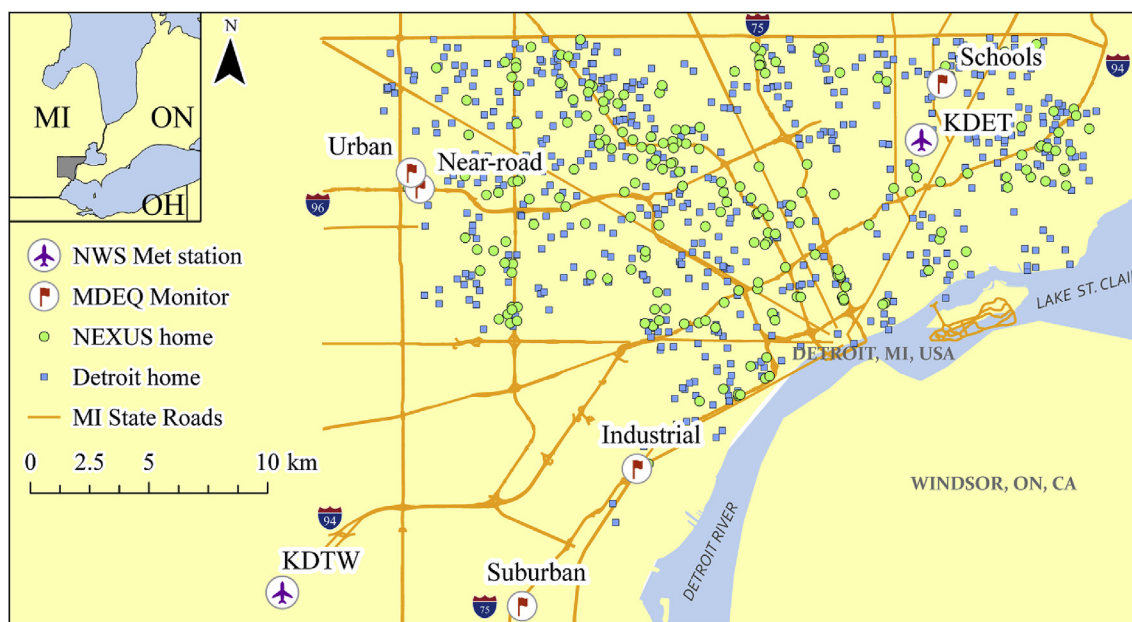 MI
ON
OH
N
75
94
Schools
KDET
Urban
Near-road
96
NWS Met station
MDEQ Monitor
NEXUS home
Detroit home
MI State Roads
0 2.5 5 10 km
LAKE ST. CLAI
DETROIT, MI, USA
Industrial
WINDSOR, ON, CA
DETROIT RIVER
94
KDTW
Suburban
75